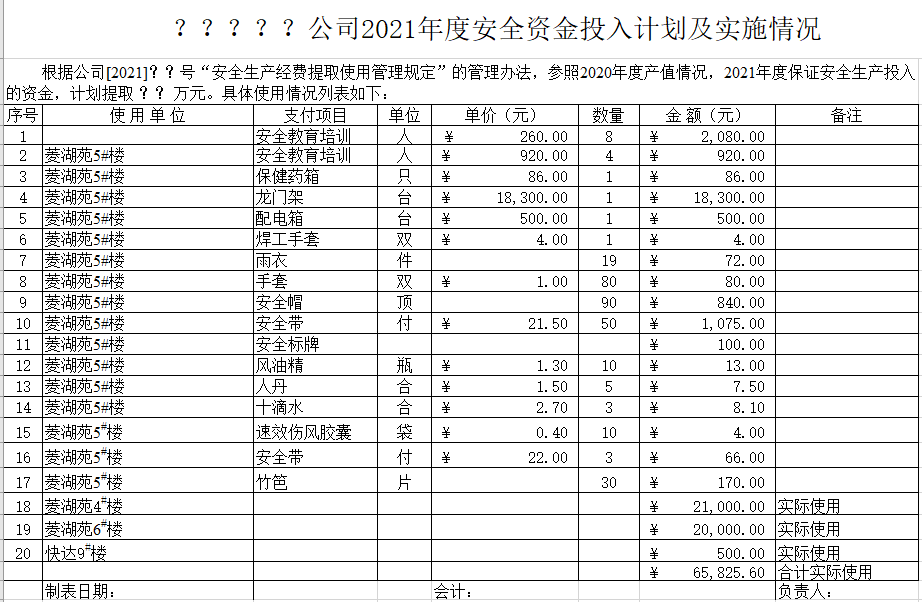 ？？？？？公司2021年度安全资金投入计划及实施情况
根据公司[2021]？？号“安全生产经费提取使用管理规定”的管理办法，参照2020年度产值情况，2021年度保证安全生产投入
的资金，计划提取 ？？ 万元。具体使用情况列表如下：
序号 使 用 单 位 支付项目 单位 单价（元） 数量 金 额（元） 备注
1 安全教育培训 人 ¥ 260.00 8 ¥ 2,080.00
2 菱湖苑5#楼 安全教育培训 人 ¥ 920.00 4 ¥ 920.00
3 菱湖苑5#楼 保健药箱 只 ¥ 86.00 1 ¥ 86.00
4 菱湖苑5#楼 龙门架 台 ¥ 18,300.00 1 ¥ 18,300.00
5 菱湖苑5#楼 配电箱 台 ¥ 500.00 1 ¥ 500.00
6 菱湖苑5#楼 焊工手套 双 ¥ 4.00 1 ¥ 4.00
7 菱湖苑5#楼 雨衣 件 19 ¥ 72.00
8 菱湖苑5#楼 手套 双 ¥ 1.00 80 ¥ 80.00
9 菱湖苑5#楼 安全帽 顶 90 ¥ 840.00
10 菱湖苑5#楼 安全带 付 ¥ 21.50 50 ¥ 1,075.00
11 菱湖苑5#楼 安全标牌 ¥ 100.00
12 菱湖苑5#楼 风油精 瓶 ¥ 1.30 10 ¥ 13.00
13 菱湖苑5#楼 人丹 合 ¥ 1.50 5 ¥ 7.50
14 菱湖苑5#楼 十滴水 合 ¥ 2.70 3 ¥ 8.10
15 菱湖苑5#楼 速效伤风胶囊 袋 ¥ 0.40 10 ¥ 4.00
16 菱湖苑5#楼 安全带 付 ¥ 22.00 3 ¥ 66.00
17 菱湖苑5#楼 竹笆 片 30 ¥ 170.00
18 菱湖苑4#楼 ¥ 21,000.00 实际使用
19 菱湖苑6#楼 ¥ 20,000.00 实际使用
20 快达9#楼 ¥ 500.00 实际使用
¥ 65,825.60 合计实际使用
制表日期： 会计： 负责人：